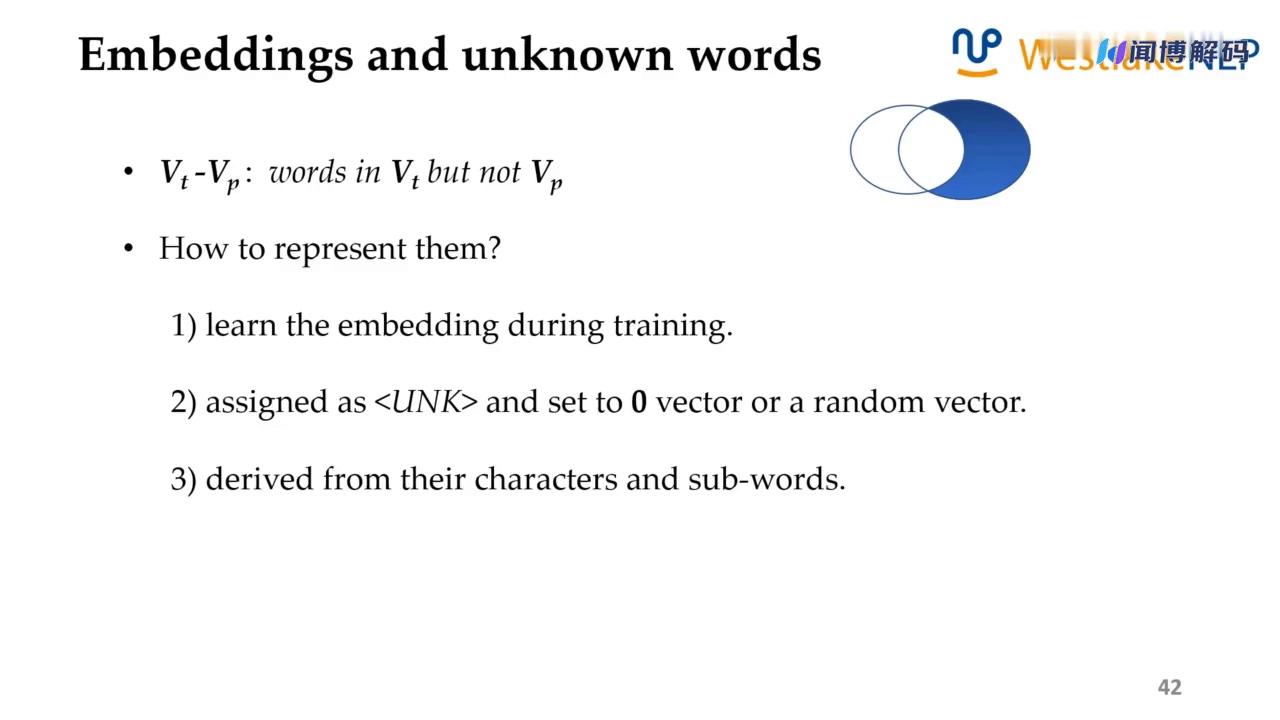 Embeddings and unknown words
nlp WestlakeNLP
闻博解码
• Vt -Vp : words in Vt but not Vp
• How to represent them?
1) learn the embedding during training.
2) assigned as <UNK> and set to 0 vector or a random vector.
3) derived from their characters and sub-words.
42